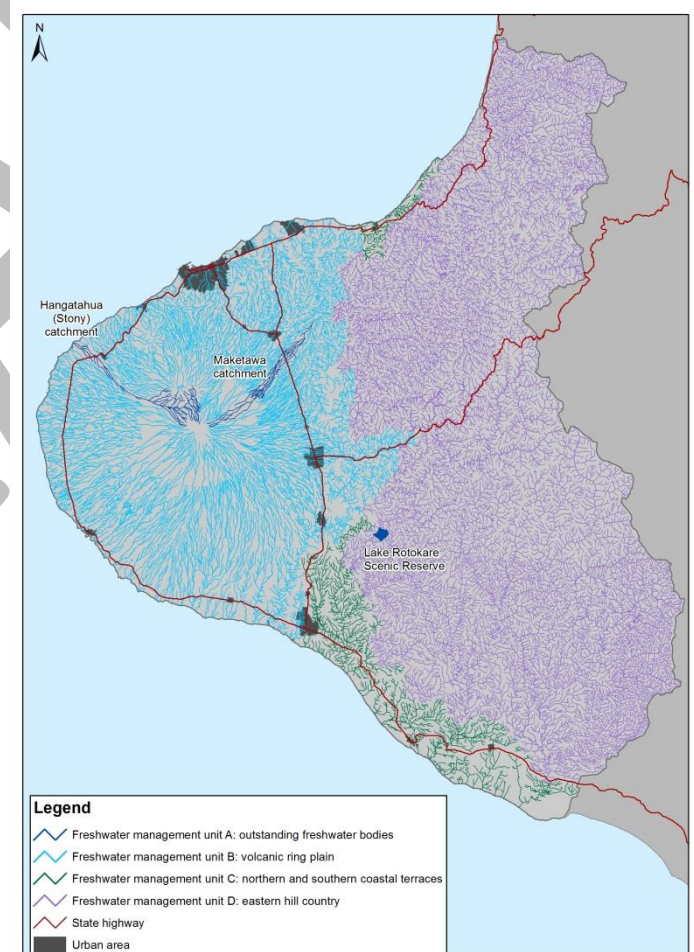 N
Hangatahua
(Stony)
catchment
Maketawa
catchment
Lake Rotokare
Scenic Reserve
Legend
Freshwater management unit A: outstanding freshwater bodies
Freshwater management unit B: volcanic ring plain
Freshwater management unit C: northern and southern coastal terraces
Freshwater management unit D: eastern hill country
State highway
Urban area